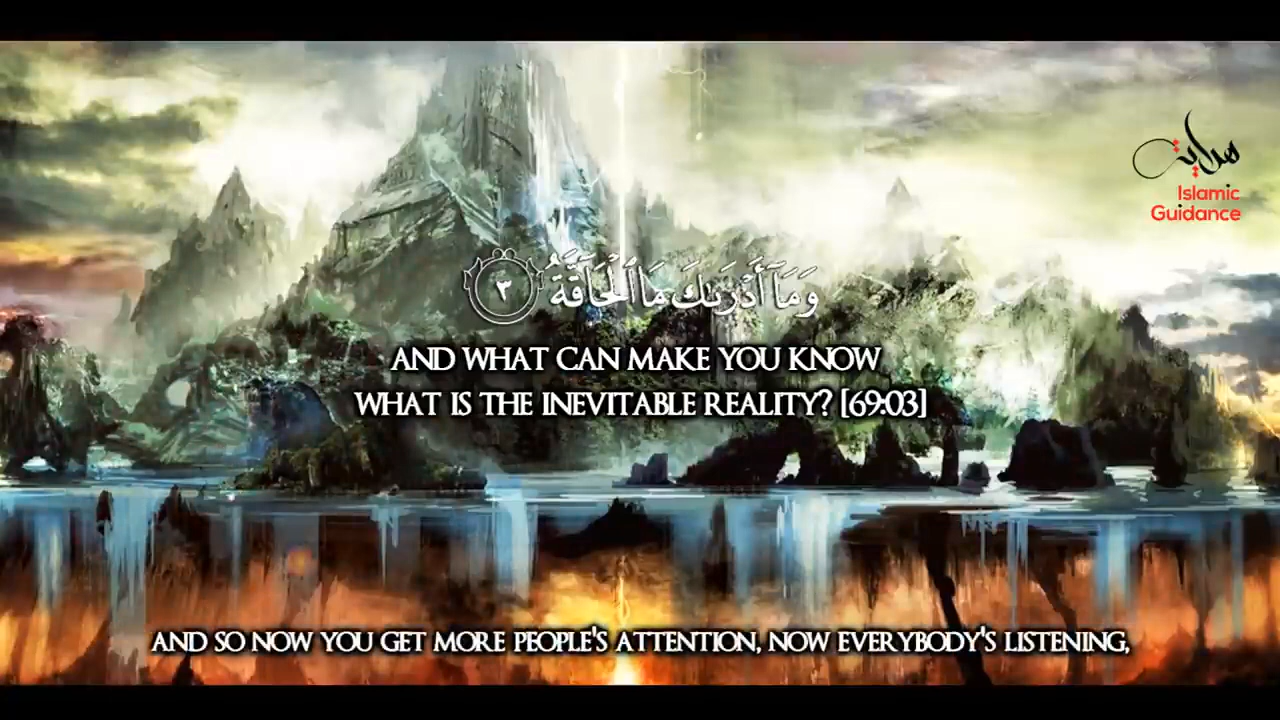 هداية
Islamic
Guidance
وَمَآ أَدْرَىٰكَ مَا ٱلْحَآقَّةُ ٣
AND WHAT CAN MAKE YOU KNOW
WHAT IS THE INEVITABLE REALITY? [69:03]
AND SO NOW YOU GET MORE PEOPLE'S ATTENTION, NOW EVERYBODY'S LISTENING,